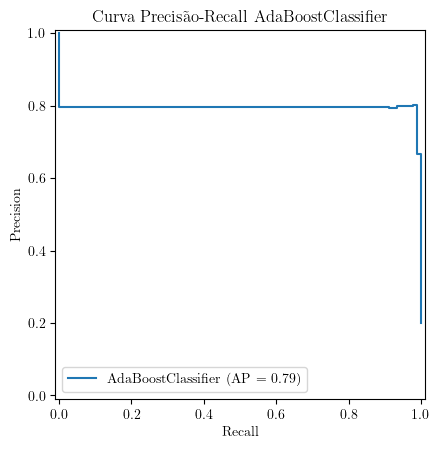 Curva Precisão-Recall AdaBoostClassifier
1.0
0.8
0.6
0.4
0.2
0.0
Precision
AdaBoostClassifier (AP = 0.79)
0.0 0.2 0.4 0.6 0.8 1.0
Recall